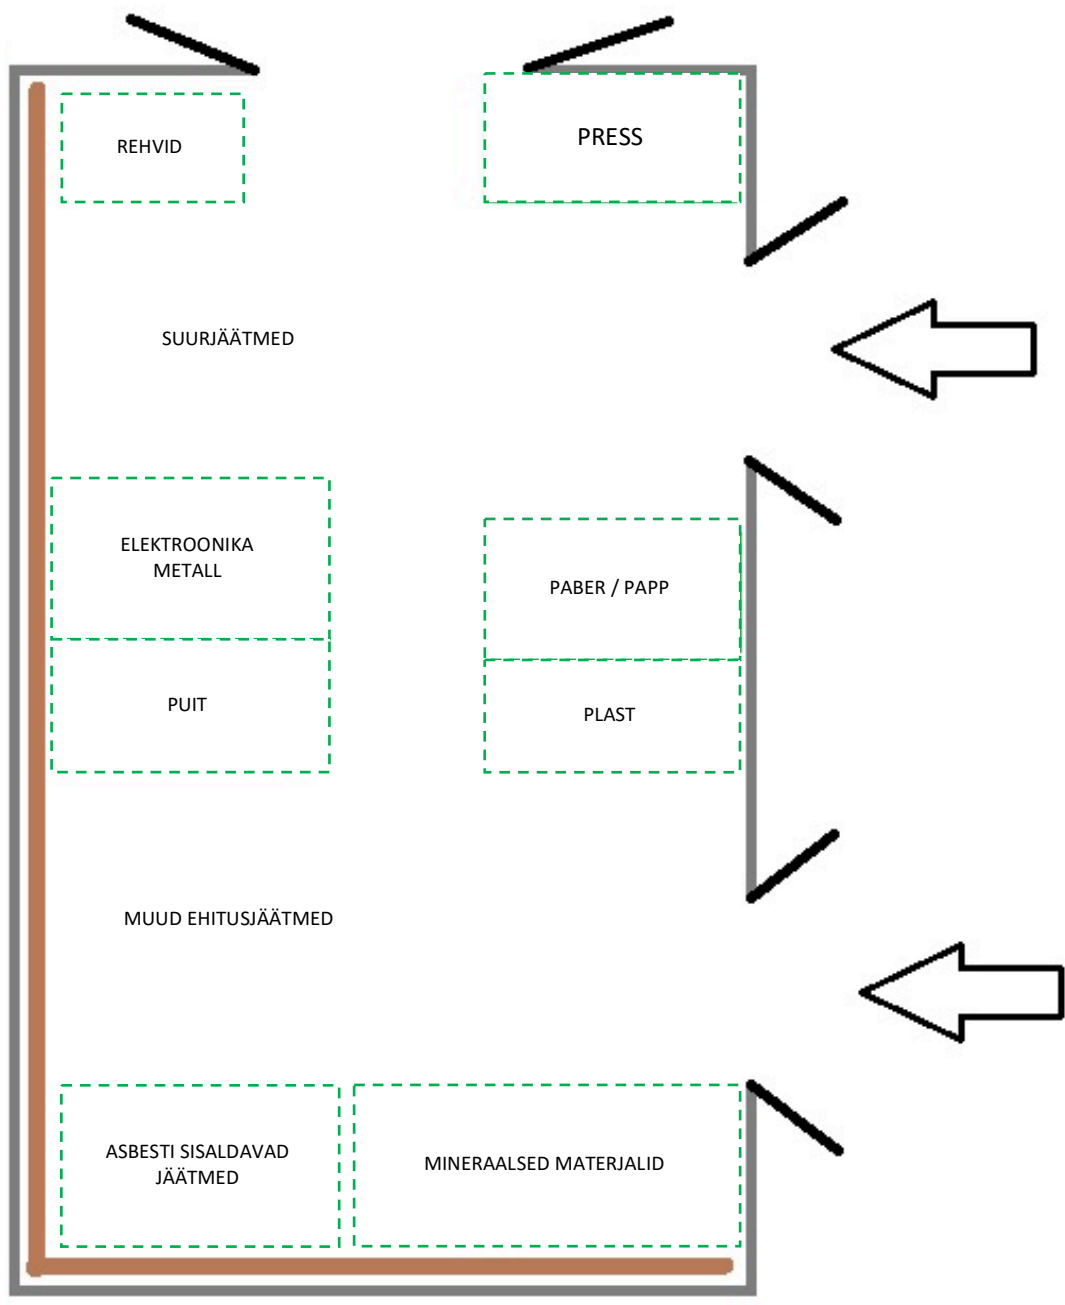 REHVID
PRESS
SUURJÄÄTMED
ELEKTROONIKA
METALL
PABER / PAPP
PUIT
PLAST
MUUD EHITUSJÄÄTMED
ASBESTI SISALDAVAD
JÄÄTMED
MINERAALSED MATERJALID